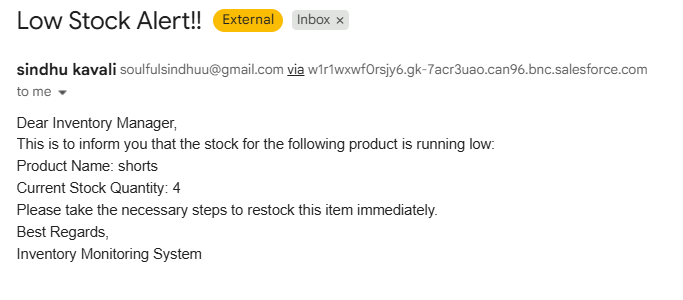 Low Stock Alert!! External Inbox ×
sindhu kavali soulfulsindhuu@gmail.com via w1r1wxwf0rsjy6.gk-7acr3uao.can96.bnc.salesforce.com
to me
Dear Inventory Manager,
This is to inform you that the stock for the following product is running low:
Product Name: shorts
Current Stock Quantity: 4
Please take the necessary steps to restock this item immediately.
Best Regards,
Inventory Monitoring System